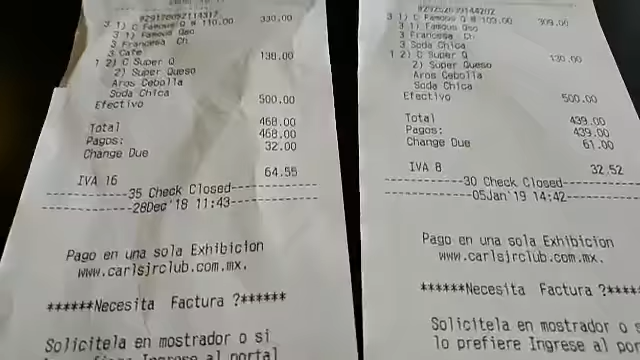 3 1) C Famous Q N 110.00 330.00
3 1) Famous Qso
3 Francesa Ch
3 Cafe
1 2) C Super Q 138.00
2) Super Queso
Aros Cebolla
Soda Chica
Efectivo 500.00
Total 468.00
Pagos: 468.00
Change Due 32.00
IVA 16 64.55
35 Check Closed
28Dec'18 11:43
Pago en una sola Exhibicion
www.carlsjrclub.com.mx.
******Necesita Factura ?******
Solicitela en mostrador o si
Ingrese al portal
3 1) C Famous Q N 103.00 309.00
3 1) Famous Qso
3 Francesa Ch
3 Soda Chica
1 2) C Super Q 130.00
2) Super Queso
Aros Cebolla
Soda Chica
Efectivo 500.00
Total 439.00
Pagos: 439.00
Change Due 61.00
IVA 8 32.52
30 Check Closed
05Jan'19 14:42
Pago en una sola Exhibicion
www.carlsjrclub.com.mx.
******Necesita Factura ?****
Solicitela en mostrador o s
lo prefiere Ingrese al por